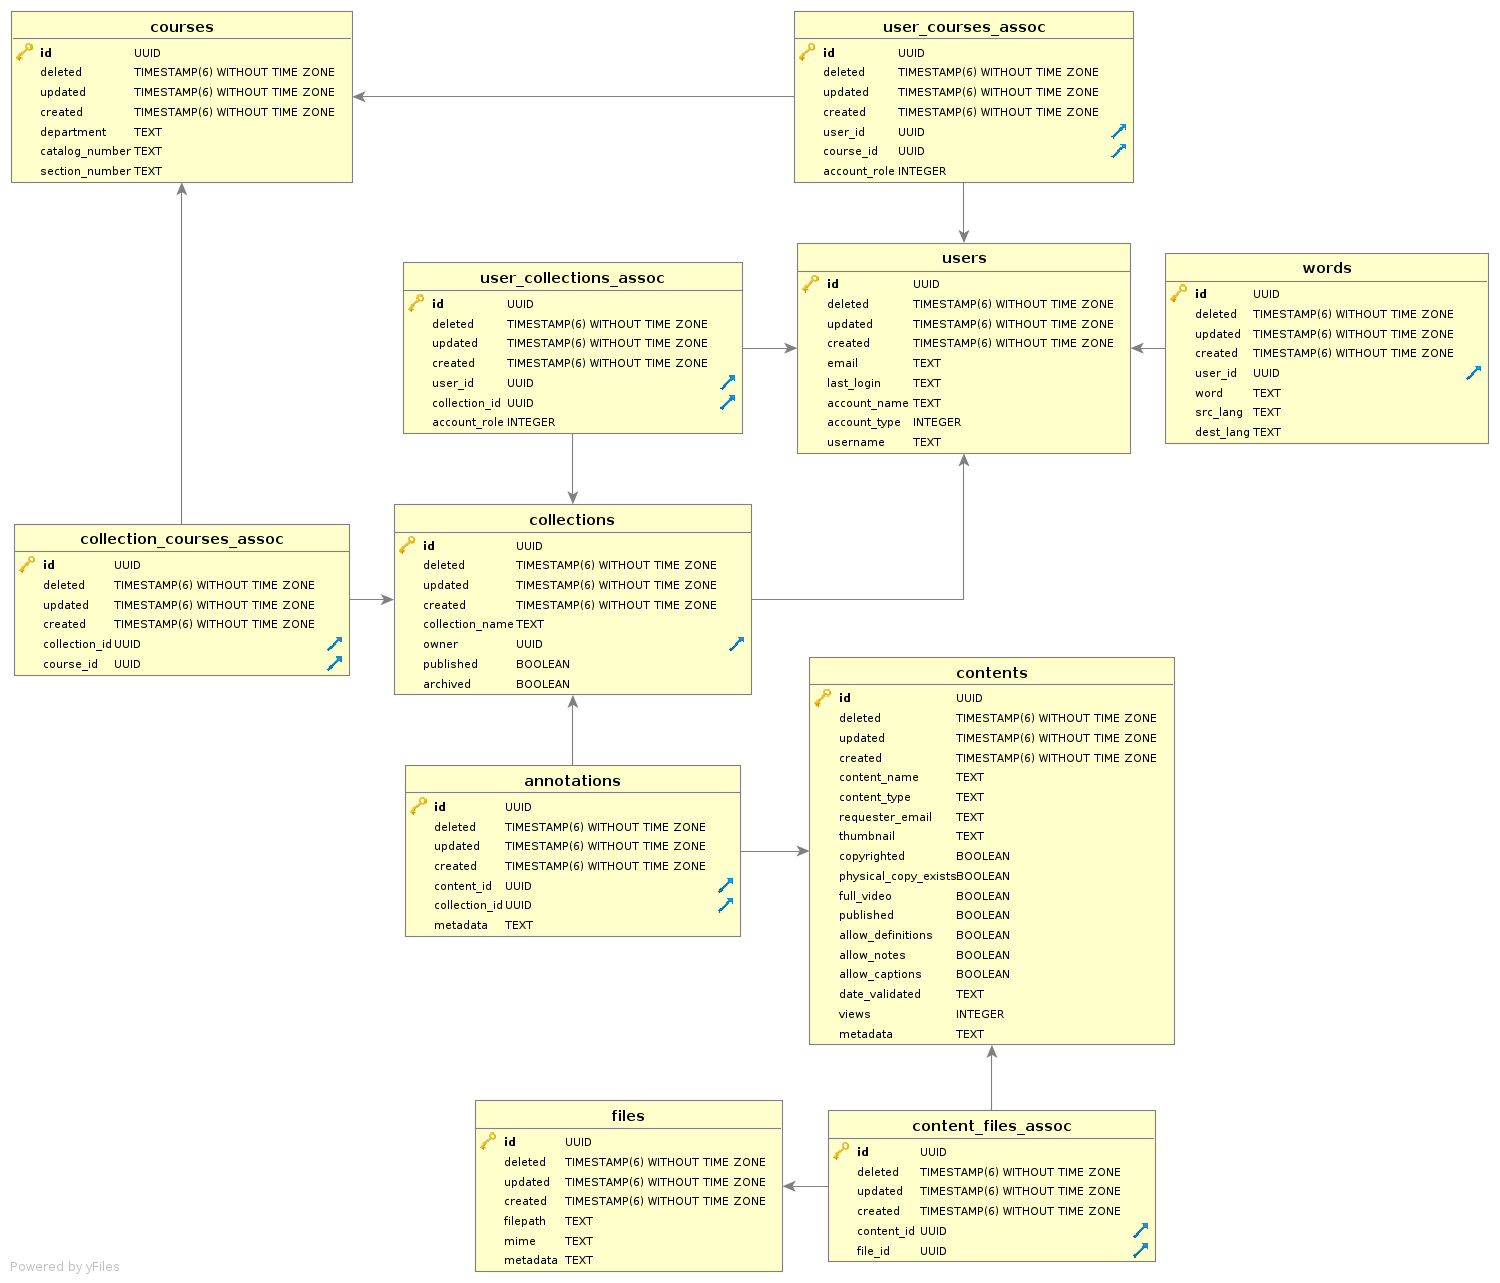 courses
id UUID
deleted TIMESTAMP(6) WITHOUT TIME ZONE
updated TIMESTAMP(6) WITHOUT TIME ZONE
created TIMESTAMP(6) WITHOUT TIME ZONE
department TEXT
catalog_number TEXT
section_number TEXT
user_courses_assoc
id UUID
deleted TIMESTAMP(6) WITHOUT TIME ZONE
updated TIMESTAMP(6) WITHOUT TIME ZONE
created TIMESTAMP(6) WITHOUT TIME ZONE
user_id UUID
course_id UUID
account_role INTEGER
user_collections_assoc
id UUID
deleted TIMESTAMP(6) WITHOUT TIME ZONE
updated TIMESTAMP(6) WITHOUT TIME ZONE
created TIMESTAMP(6) WITHOUT TIME ZONE
user_id UUID
collection_id UUID
account_role INTEGER
users
id UUID
deleted TIMESTAMP(6) WITHOUT TIME ZONE
updated TIMESTAMP(6) WITHOUT TIME ZONE
created TIMESTAMP(6) WITHOUT TIME ZONE
email TEXT
last_login TEXT
account_name TEXT
account_type INTEGER
username TEXT
words
id UUID
deleted TIMESTAMP(6) WITHOUT TIME ZONE
updated TIMESTAMP(6) WITHOUT TIME ZONE
created TIMESTAMP(6) WITHOUT TIME ZONE
user_id UUID
word TEXT
src_lang TEXT
dest_lang TEXT
collection_courses_assoc
id UUID
deleted TIMESTAMP(6) WITHOUT TIME ZONE
updated TIMESTAMP(6) WITHOUT TIME ZONE
created TIMESTAMP(6) WITHOUT TIME ZONE
collection_id UUID
course_id UUID
collections
id UUID
deleted TIMESTAMP(6) WITHOUT TIME ZONE
updated TIMESTAMP(6) WITHOUT TIME ZONE
created TIMESTAMP(6) WITHOUT TIME ZONE
collection_name TEXT
owner UUID
published BOOLEAN
archived BOOLEAN
contents
id UUID
deleted TIMESTAMP(6) WITHOUT TIME ZONE
updated TIMESTAMP(6) WITHOUT TIME ZONE
created TIMESTAMP(6) WITHOUT TIME ZONE
content_name TEXT
content_type TEXT
requester_email TEXT
thumbnail TEXT
copyrighted BOOLEAN
physical_copy_exists BOOLEAN
full_video BOOLEAN
published BOOLEAN
allow_definitions BOOLEAN
allow_notes BOOLEAN
allow_captions BOOLEAN
date_validated TEXT
views INTEGER
metadata TEXT
annotations
id UUID
deleted TIMESTAMP(6) WITHOUT TIME ZONE
updated TIMESTAMP(6) WITHOUT TIME ZONE
created TIMESTAMP(6) WITHOUT TIME ZONE
content_id UUID
collection_id UUID
metadata TEXT
files
id UUID
deleted TIMESTAMP(6) WITHOUT TIME ZONE
updated TIMESTAMP(6) WITHOUT TIME ZONE
created TIMESTAMP(6) WITHOUT TIME ZONE
filepath TEXT
mime TEXT
metadata TEXT
content_files_assoc
id UUID
deleted TIMESTAMP(6) WITHOUT TIME ZONE
updated TIMESTAMP(6) WITHOUT TIME ZONE
created TIMESTAMP(6) WITHOUT TIME ZONE
content_id UUID
file_id UUID
Powered by yFiles